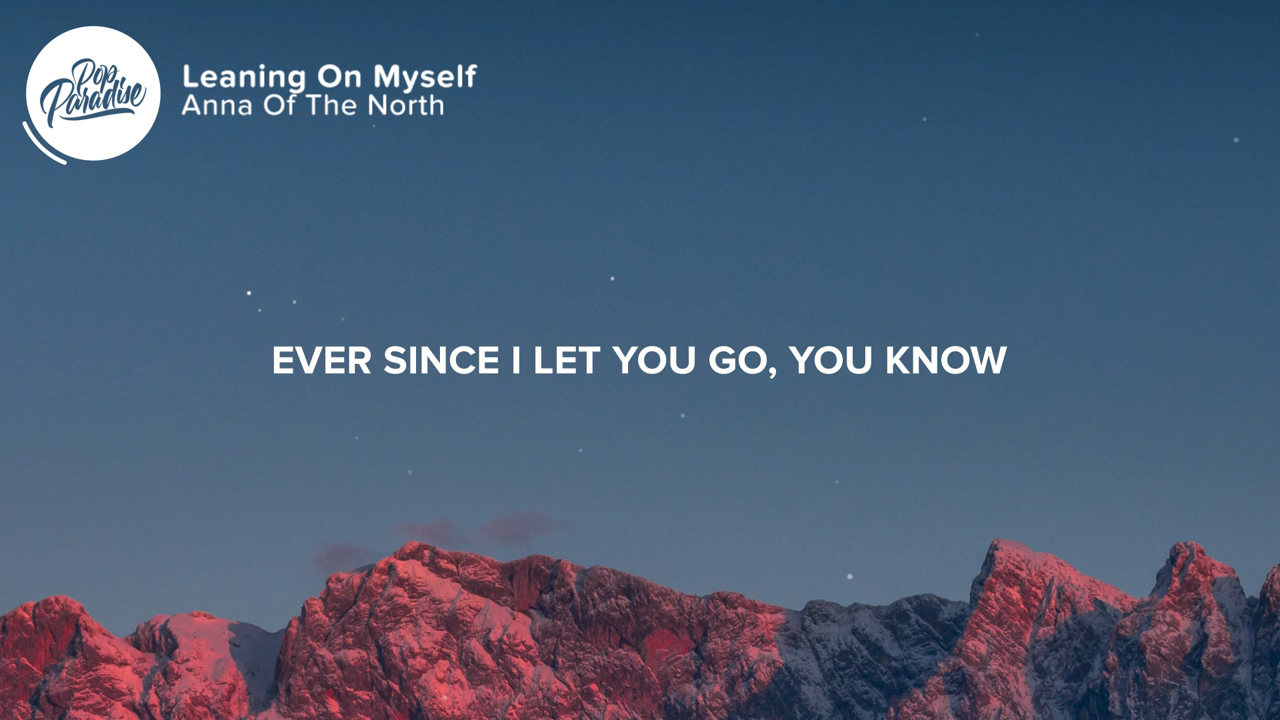 Pop
Paradise
Leaning On Myself
Anna Of The North
EVER SINCE I LET YOU GO, YOU KNOW